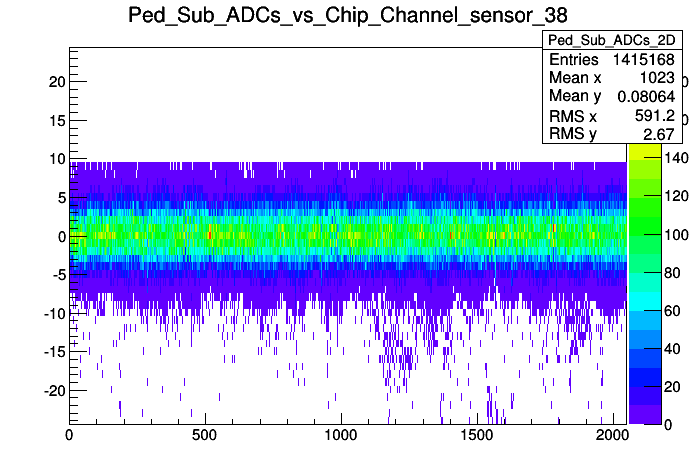 Ped_Sub_ADCs_vs_Chip_Channel_sensor_38
Ped_Sub_ADCs_2D
Entries 1415168
Mean x 1023
Mean y 0.08064
RMS x 591.2
RMS y 2.67
20
15
10
5
0
-5
-10
-15
-20
0 500 1000 1500 2000
140
120
100
80
60
40
20
0